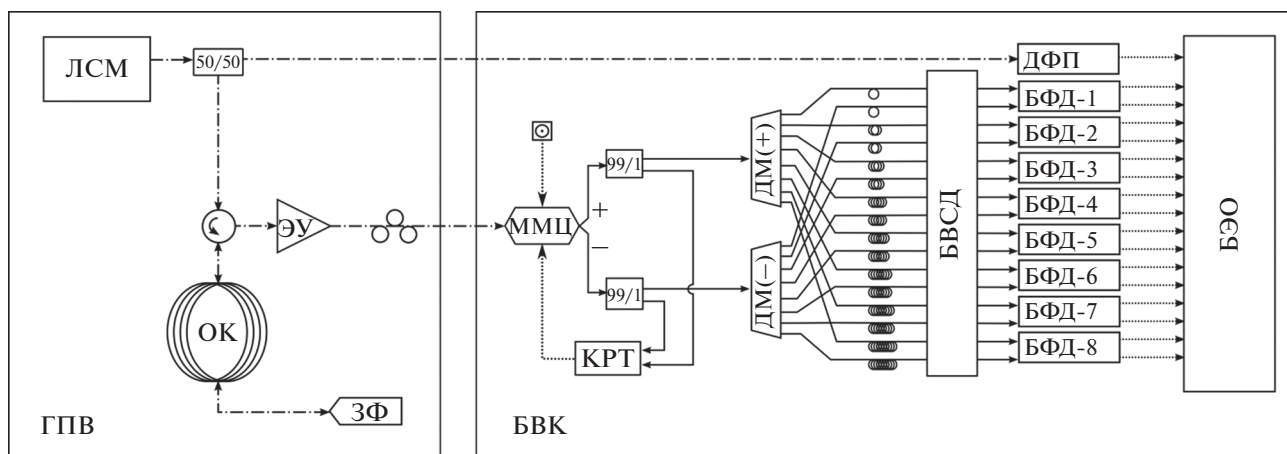 ЛСМ
50/50
ЭУ
ОК
ЗФ
ГПВ
ММЦ
+
−
99/1
99/1
КРТ
ДМ(+)
ДМ(−)
БВСД
ДФП
БФД-1
БФД-2
БФД-3
БФД-4
БФД-5
БФД-6
БФД-7
БФД-8
БЭО
БВК